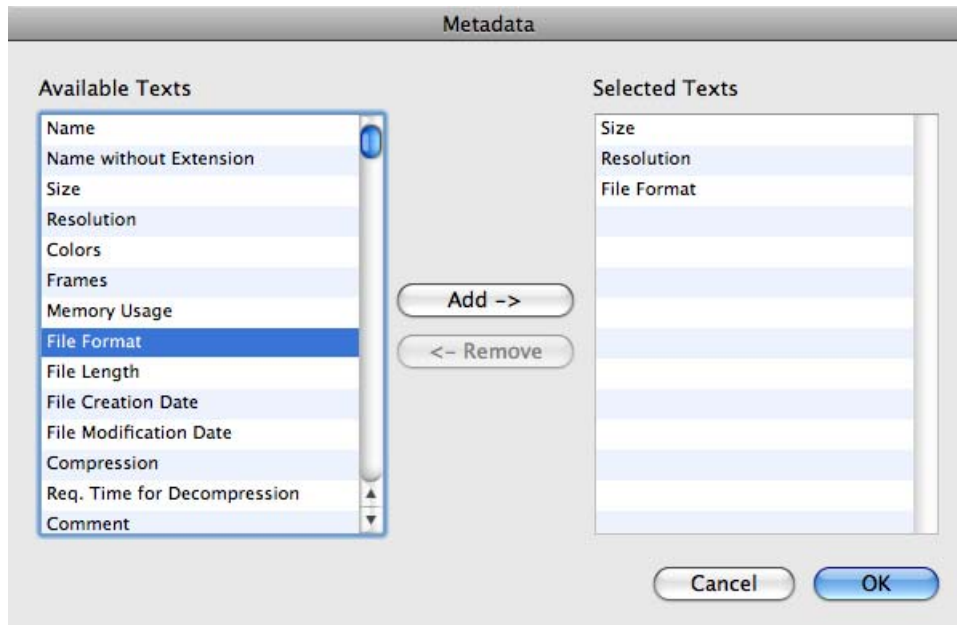 Metadata
Available Texts
Name
Name without Extension
Size
Resolution
Colors
Frames
Memory Usage
File Format
File Length
File Creation Date
File Modification Date
Compression
Req. Time for Decompression
Comment
Add ->
<- Remove
Selected Texts
Size
Resolution
File Format
Cancel
OK